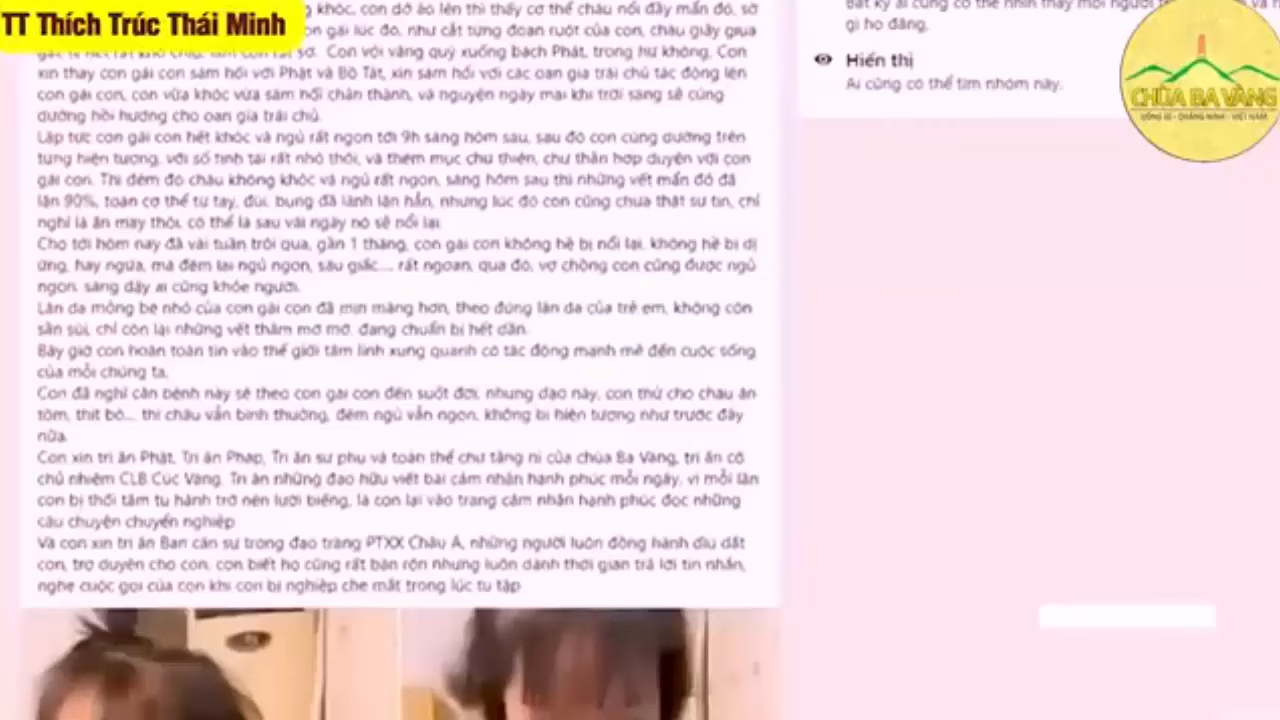 TT Thích Trúc Thái Minh
khóc, con dở áo lên thì thấy cơ thể cháu nổi đầy mẩn đỏ, sờ
con gái lúc đó, như cắt từng đoạn ruột của con, cháu giãy giụa
sợ. Con vội vàng quỳ xuống bạch Phật, trong hư không. Con
xin thay con gái con sám hối với Phật và Bồ Tát, xin sám hối với các oan gia trái chủ tác động lên
con gái con, con vừa khóc vừa sám hối chân thành, và nguyện ngày mai khi trời sáng sẽ cúng
dường hồi hướng cho oan gia trái chủ.
Lập tức con gái con hết khóc và ngủ rất ngon tới 9h sáng hôm sau, sau đó con cúng dường trên
từng hiện tượng, với số tịnh tài rất nhỏ thôi, và thêm mục chư thiên, chư thần hợp duyên với con
gái con. Thì đêm đó cháu không khóc và ngủ rất ngon, sáng hôm sau thì những vết mẩn đỏ đã
lặn 90%, toàn cơ thể từ tay, đùi, bụng đã lành lặn hẳn, nhưng lúc đó con cũng chưa thật sự tin, chỉ
nghĩ là ăn may thôi, có thể là sau vài ngày nó sẽ nổi lại.
Cho tới hôm nay đã vài tuần trôi qua, gần 1 tháng, con gái con không hề bị nổi lại, không hề bị dị
ứng, hay ngứa, mà đêm lại ngủ ngon, sâu giấc.... rất ngoan, qua đó, vợ chồng con cũng được ngủ
ngon, sáng dậy ai cũng khỏe người.
Làn da mỏng bé nhỏ của con gái con đã mịn màng hơn, theo đúng làn da của trẻ em, không còn
sần sùi, chỉ còn lại những vết thâm mờ mờ, đang chuẩn bị hết dần.
Bây giờ con hoàn toàn tin vào thế giới tâm linh xung quanh có tác động mạnh mẽ đến cuộc sống
của mỗi chúng ta.
Con đã nghĩ căn bệnh này sẽ theo con gái con đến suốt đời, nhưng dạo này, con thử cho cháu ăn
tôm, thịt bò... thì cháu vẫn bình thường, đêm ngủ vẫn ngon, không bị hiện tượng như trước đây
nữa.
Con xin tri ân Phật, Tri ân Pháp, Tri ân sư phụ và toàn thể chư tăng ni của chùa Ba Vàng, tri ân cô
chủ nhiệm CLB Cúc Vàng. Tri ân những đạo hữu viết bài cảm nhận hạnh phúc mỗi ngày, vì mỗi lần
con bị thối tâm tu hành trở nên lười biếng, là con lại vào trang cảm nhận hạnh phúc đọc những
câu chuyện chuyển nghiệp
Và con xin tri ân Ban cán sự trong đạo tràng PTXX Châu Á, những người luôn đồng hành dìu dắt
con, trợ duyên cho con, con biết họ cũng rất bận rộn nhưng luôn dành thời gian trả lời tin nhắn,
nghe cuộc gọi của con khi con bị nghiệp che mắt trong lúc tu tập
Bất kỳ ai cũng có thể nhìn thấy mọi người
gì họ đăng.
Hiển thị
Ai cũng có thể tìm nhóm này.
CHÙA BA VÀNG
UÔNG BÍ - QUẢNG NINH - VIỆT NAM